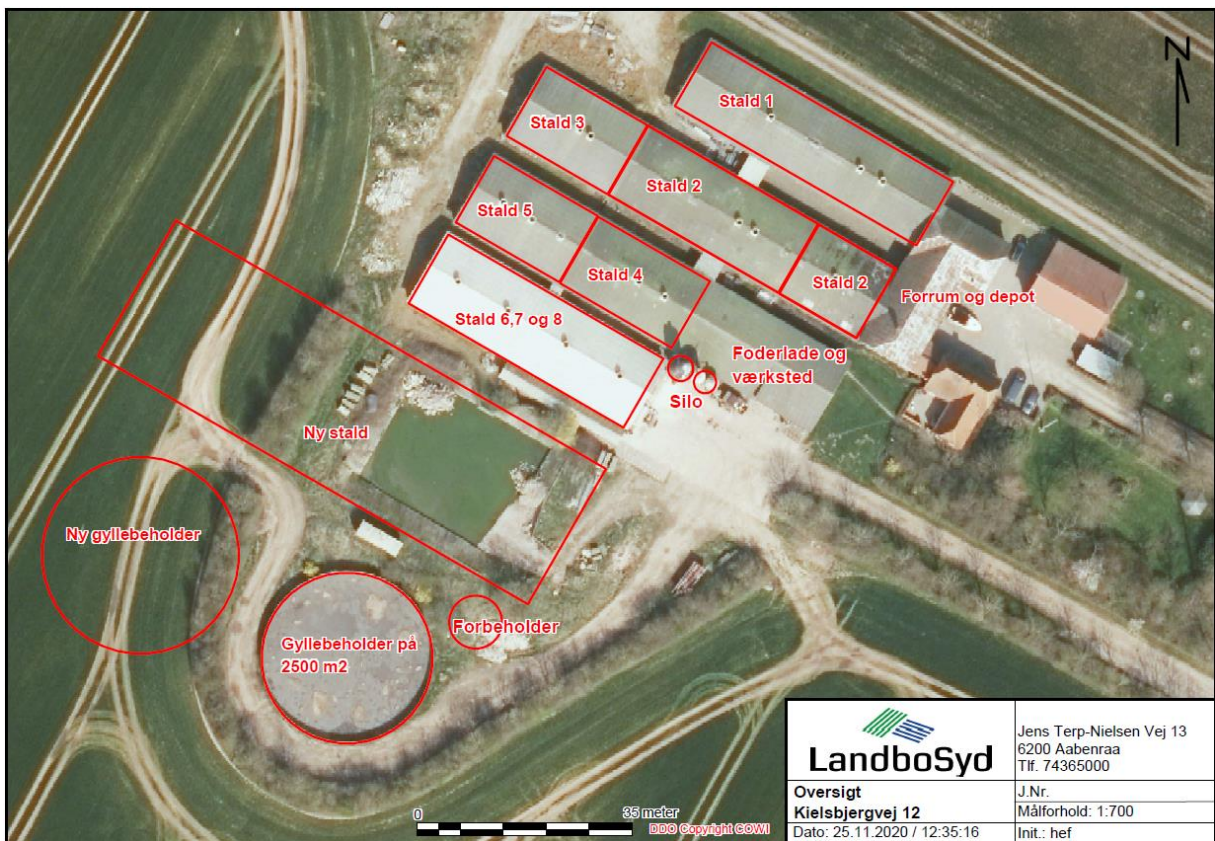 N
Stald 1
Stald 3
Stald 2
Stald 5
Stald 4
Stald 2
Forrum og depot
Stald 6,7 og 8
Foderlade og
værksted
Silo
Ny stald
Ny gyllebeholder
Forbeholder
Gyllebeholder på
2500 m2
0
35 meter
DDO Copyright COWI
LandboSyd
Jens Terp-Nielsen Vej 13
6200 Aabenraa
Tlf. 74365000
Oversigt
Kielsbjergvej 12
J.Nr.
Målforhold: 1:700
Dato: 25.11.2020 / 12:35:16
Init.: hef